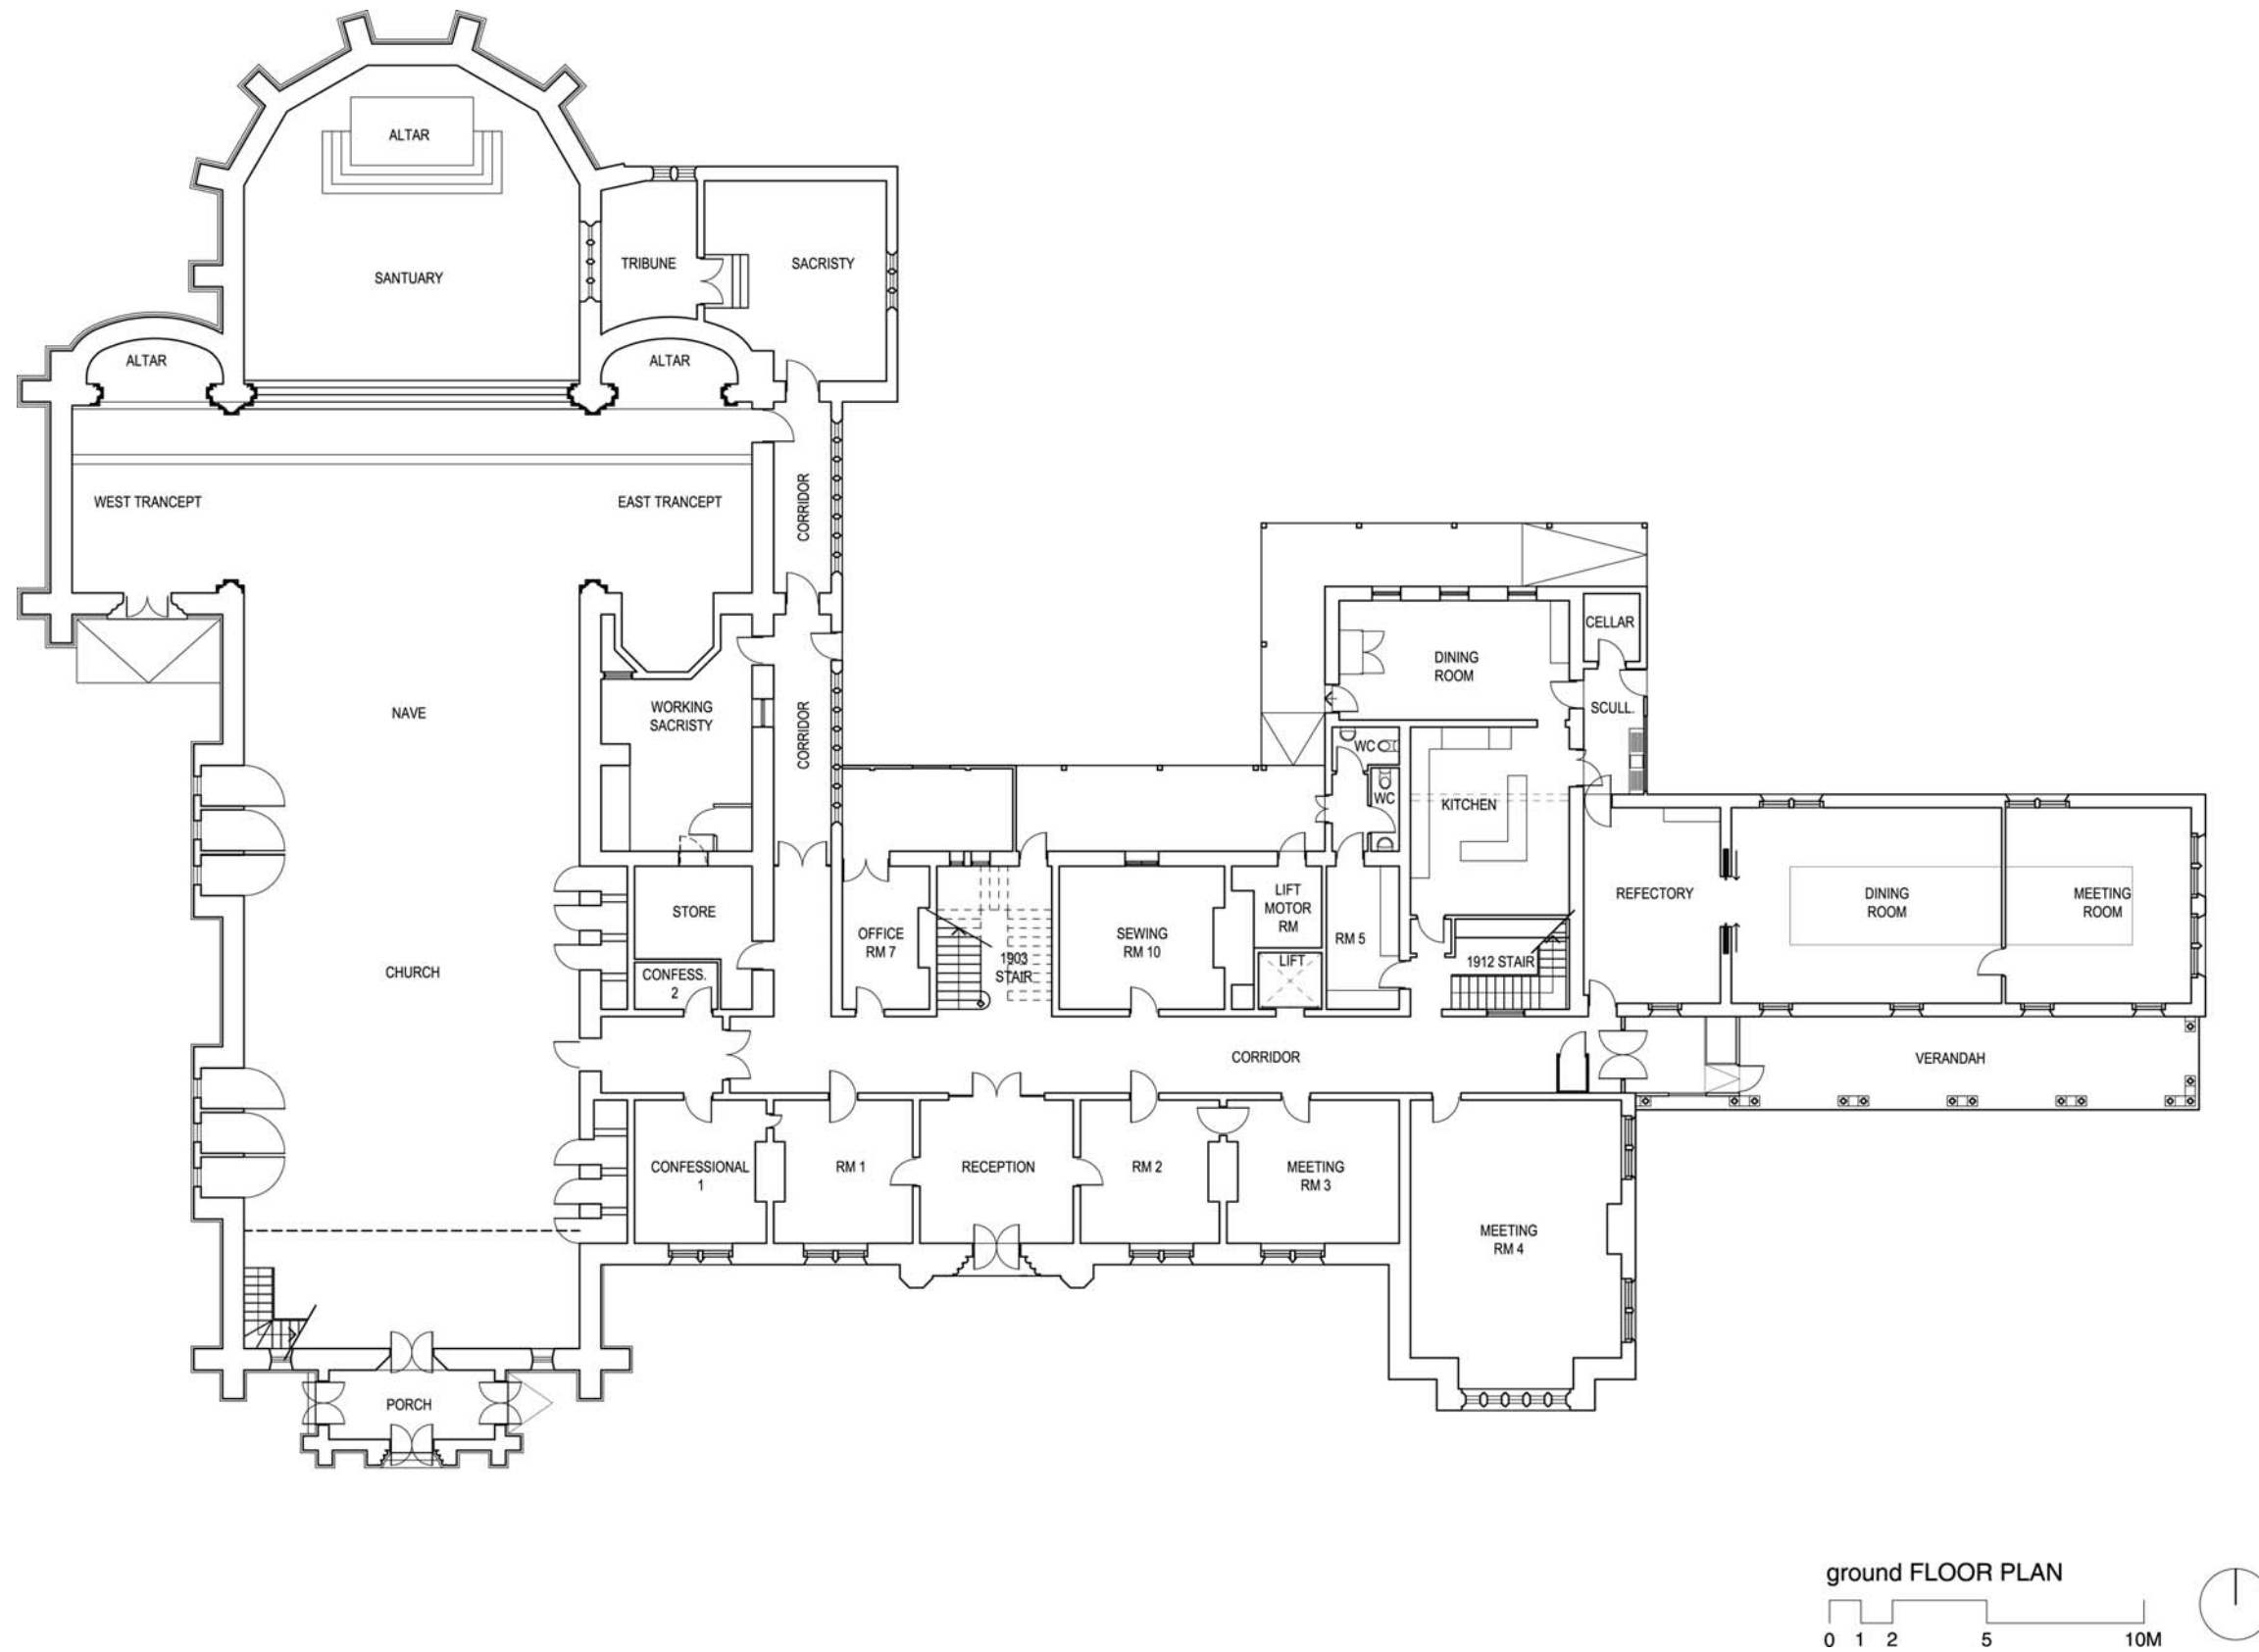 ALTAR
SANTUARY
TRIBUNE
SACRISTY
ALTAR
ALTAR
WEST TRANCEPT
EAST TRANCEPT
CORRIDOR
CELLAR
DINING
ROOM
SCULL.
NAVE
WORKING
SACRISTY
CORRIDOR
WC
WC
KITCHEN
STORE
OFFICE
RM 7
1903
STAIR
SEWING
RM 10
LIFT
MOTOR
RM
LIFT
RM 5
1912 STAIR
REFECTORY
DINING
ROOM
MEETING
ROOM
CHURCH
CONFESS.
2
CORRIDOR
VERANDAH
CONFESSIONAL
1
RM 1
RECEPTION
RM 2
MEETING
RM 3
MEETING
RM 4
PORCH
ground FLOOR PLAN
0 1 2 5 10M